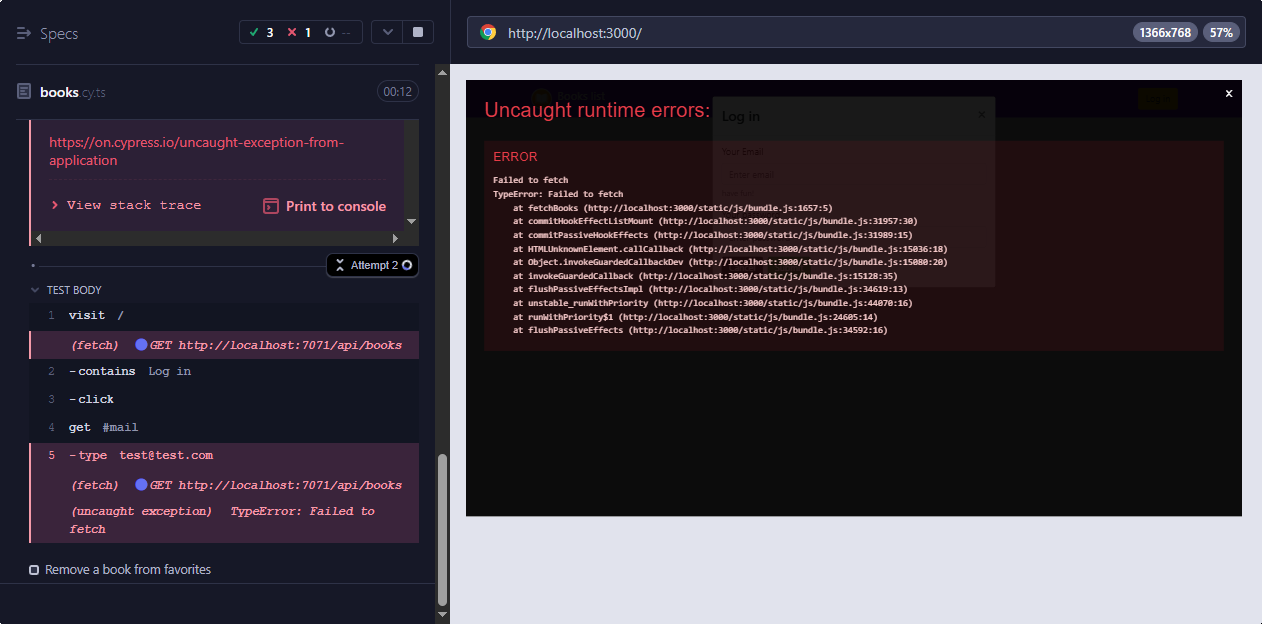 Specs
3 1 --
books.cy.ts 00:12
https://on.cypress.io/uncaught-exception-from-
application
View stack trace Print to console
Attempt 2
TEST BODY
1 visit /
(fetch) GET http://localhost:7071/api/books
2 -contains Log in
3 -click
4 get #mail
5 -type test@test.com
(fetch) GET http://localhost:7071/api/books
(uncaught exception) TypeError: Failed to
fetch
Remove a book from favorites
http://localhost:3000/ 1366x768 57%
Uncaught runtime errors:
Log in
Your Email
Enter email
ERROR
Failed to fetch
TypeError: Failed to fetch
at fetchBooks (http://localhost:3000/static/js/bundle.js:1657:5)
at commitHookEffectListMount (http://localhost:3000/static/js/bundle.js:31957:30)
at commitPassiveHookEffects (http://localhost:3000/static/js/bundle.js:31989:15)
at HTMLUnknownElement.callCallback (http://localhost:3000/static/js/bundle.js:15036:18)
at Object.invokeGuardedCallbackDev (http://localhost:3000/static/js/bundle.js:15080:20)
at invokeGuardedCallback (http://localhost:3000/static/js/bundle.js:15128:35)
at flushPassiveEffectsImpl (http://localhost:3000/static/js/bundle.js:34619:13)
at unstable_runWithPriority (http://localhost:3000/static/js/bundle.js:44070:16)
at runWithPriority$1 (http://localhost:3000/static/js/bundle.js:24605:14)
at flushPassiveEffects (http://localhost:3000/static/js/bundle.js:34592:16)